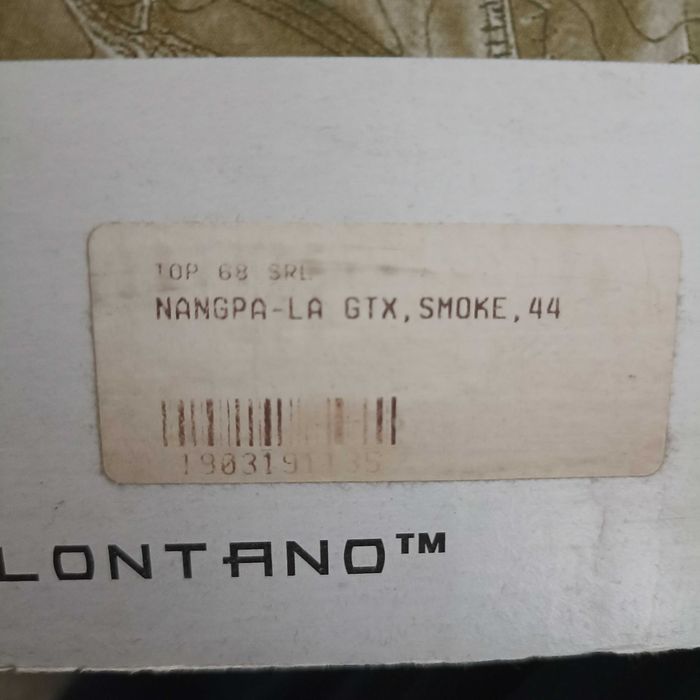 TOP 68 SRL
NANGPA-LA GTX,SMOKE,44
LONTANO™